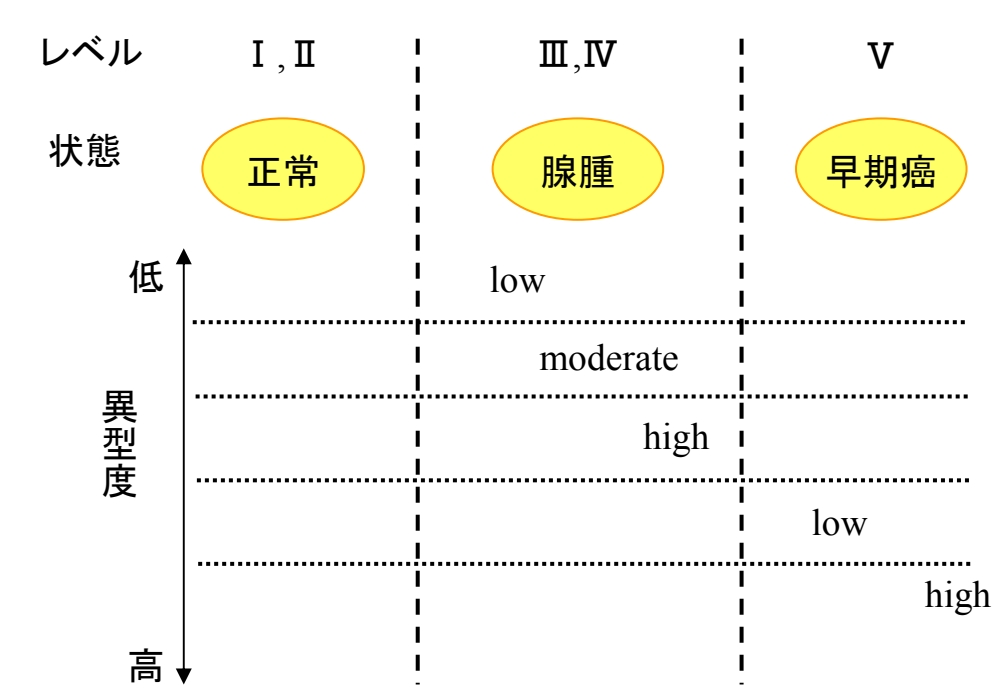 レベル Ⅰ,Ⅱ Ⅲ,Ⅳ Ⅴ
状態 正常 腺腫 早期癌
低 low
moderate
異型度 high
low
high
高